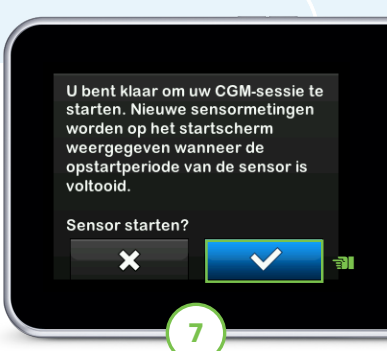 U bent klaar om uw CGM-sessie te
starten. Nieuwe sensormetingen
worden op het startscherm
weergegeven wanneer de
opstartperiode van de sensor is
voltooid.
Sensor starten?
7